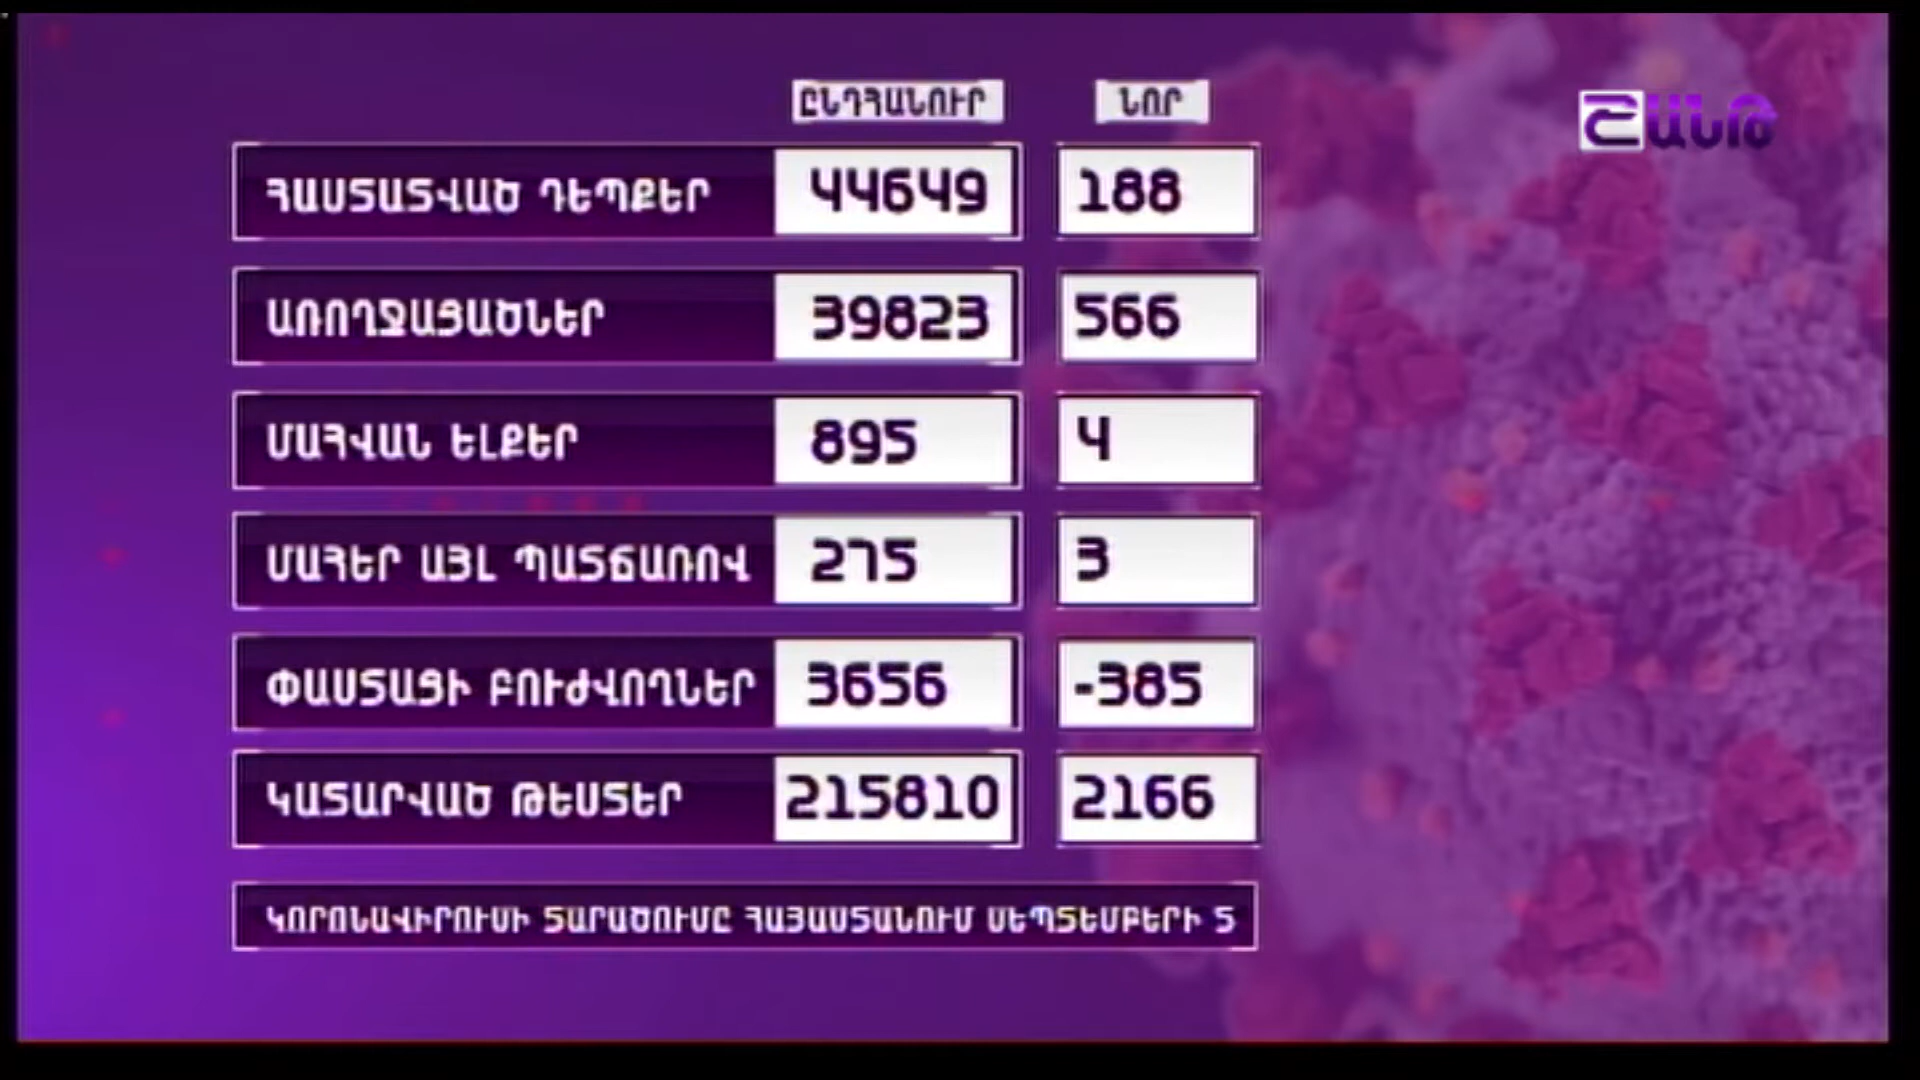 ԸՆԴՀԱՆՈՒՐ ՆՈՐ
ՇԱՆԹ
ՀԱՍՏԱՏՎԱԾ ԴԵՊՔԵՐ 44649 188
ԱՌՈՂՋԱՑԱԾՆԵՐ 39823 566
ՄԱՀՎԱՆ ԵԼՔԵՐ 895 4
ՄԱՀԵՐ ԱՅԼ ՊԱՏՃԱՌՈՎ 275 3
ՓԱՍՏԱՑԻ ԲՈՒԺՎՈՂՆԵՐ 3656 -385
ԿԱՏԱՐՎԱԾ ԹԵՍՏԵՐ 215810 2166
ԿՈՐՈՆԱՎԻՐՈՒՍԻ ՏԱՐԱԾՈՒՄԸ ՀԱՅԱՍՏԱՆՈՒՄ ՍԵՊՏԵՄԲԵՐԻ 5